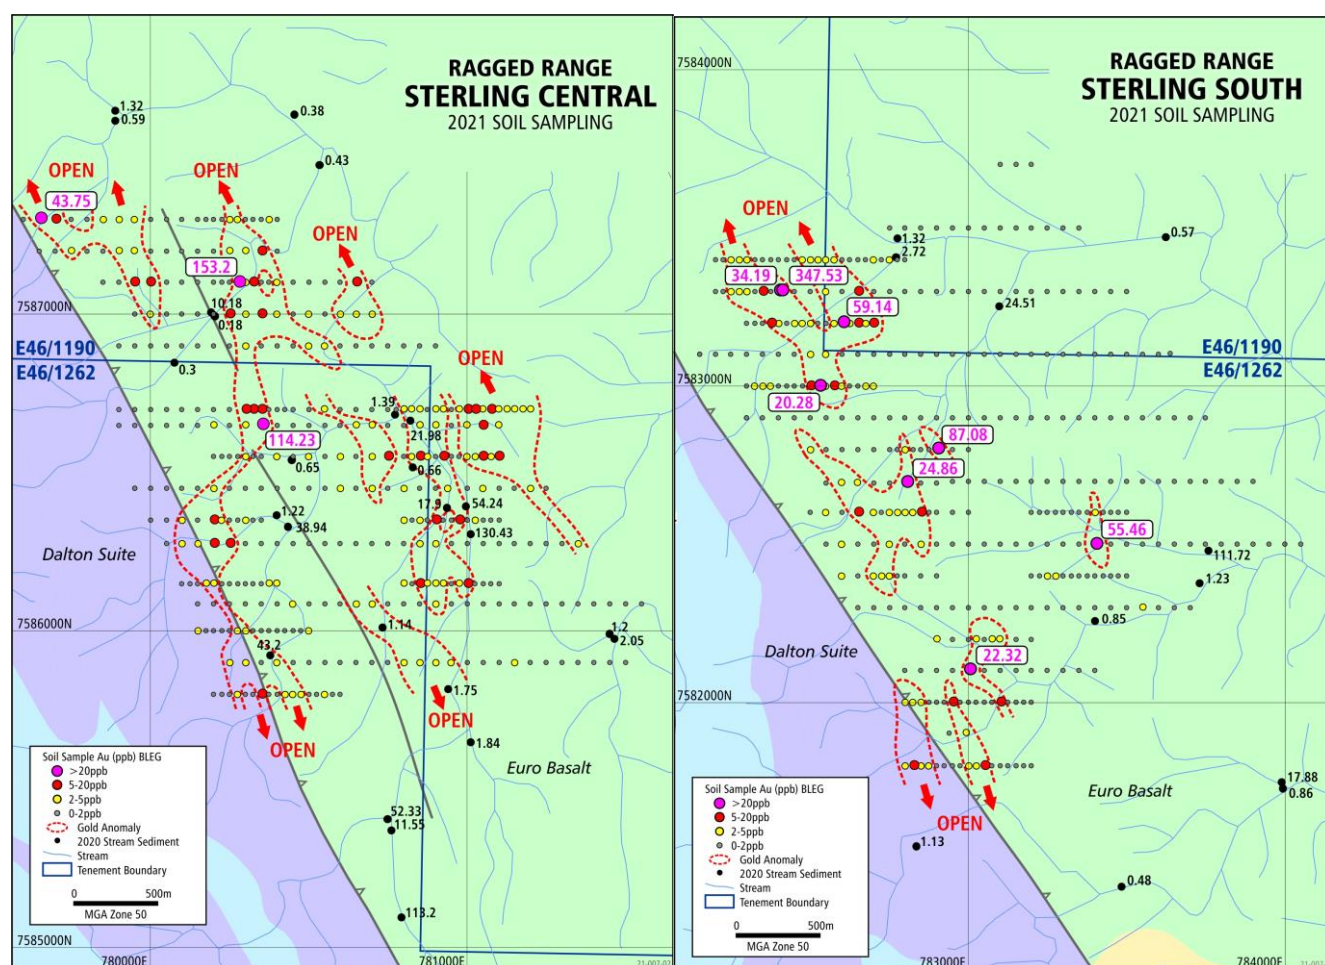 RAGGED RANGE
STERLING CENTRAL
2021 SOIL SAMPLING
1.32
0.59
0.38
0.43
OPEN
OPEN
43.75
OPEN
153.2
10.18
0.18
7587000N
E46/1190
E46/1262
0.3
OPEN
1.39
21.98
114.23
0.65
0.66
17.9
54.24
1.22
38.94
130.43
Dalton Suite
7586000N
1.14
1.2
2.05
43.2
1.75
OPEN
OPEN
1.84
Euro Basalt
52.33
11.55
113.2
Soil Sample Au (ppb) BLEG
>20ppb
5-20ppb
2-5ppb
0-2ppb
Gold Anomaly
2020 Stream Sediment
Stream
Tenement Boundary
0 500m
MGA Zone 50
7585000N
780000E
781000E
RAGGED RANGE
STERLING SOUTH
2021 SOIL SAMPLING
7584000N
OPEN
1.32
2.72
0.57
34.19
347.53
24.51
59.14
E46/1190
E46/1262
7583000N
20.28
87.08
24.86
55.46
111.72
1.23
0.85
Dalton Suite
22.32
7582000N
OPEN
Euro Basalt
17.88
0.86
1.13
0.48
Soil Sample Au (ppb) BLEG
>20ppb
5-20ppb
2-5ppb
0-2ppb
Gold Anomaly
2020 Stream Sediment
Stream
Tenement Boundary
0 500m
MGA Zone 50
783000E
784000E